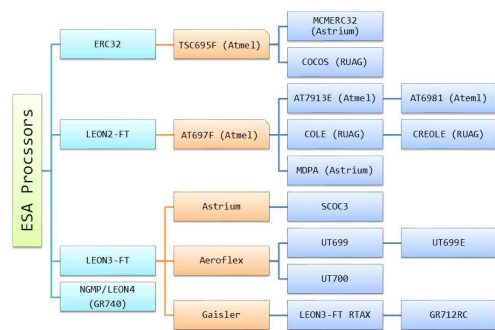 ESA Procssors
ERC32
TSC695F (Atmel)
MCMERC32
(Astrium)
COCOS (RUAG)
LEON2-FT
AT697F (Atmel)
AT7913E (Atmel)
AT6981 (Ateml)
COLE (RUAG)
CREOLE (RUAG)
MDPA (Astrium)
LEON3-FT
Astrium
SCOC3
Aeroflex
UT699
UT699E
UT700
Gaisler
LEON3-FT RTAX
GR712RC
NGMP/LEON4
(GR740)